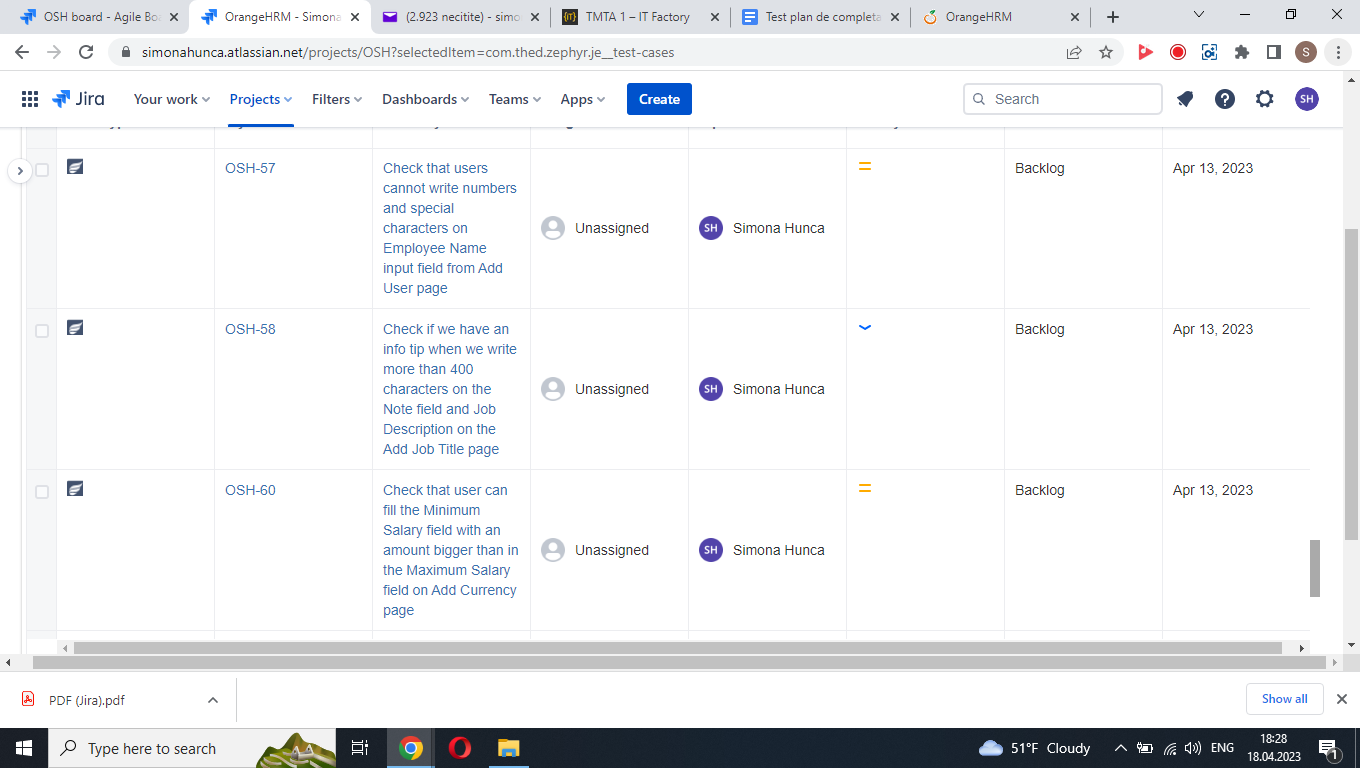 OSH board - Agile Bo
OrangeHRM - Simona
(2.923 necitite) - simo
TMTA 1 – IT Factory
Test plan de completa
OrangeHRM
simonahunca.atlassian.net/projects/OSH?selectedItem=com.thed.zephyr.je__test-cases
S
Jira
Your work
Projects
Filters
Dashboards
Teams
Apps
Create
Search
SH
OSH-57
Check that users
cannot write numbers
and special
characters on
Employee Name
input field from Add
User page
Unassigned
SH
Simona Hunca
Backlog
Apr 13, 2023
OSH-58
Check if we have an
info tip when we write
more than 400
characters on the
Note field and Job
Description on the
Add Job Title page
Unassigned
SH
Simona Hunca
Backlog
Apr 13, 2023
OSH-60
Check that user can
fill the Minimum
Salary field with an
amount bigger than in
the Maximum Salary
field on Add Currency
page
Unassigned
SH
Simona Hunca
Backlog
Apr 13, 2023
PDF (Jira).pdf
Show all
Type here to search
51°F Cloudy
ENG
18:28
18.04.2023
1